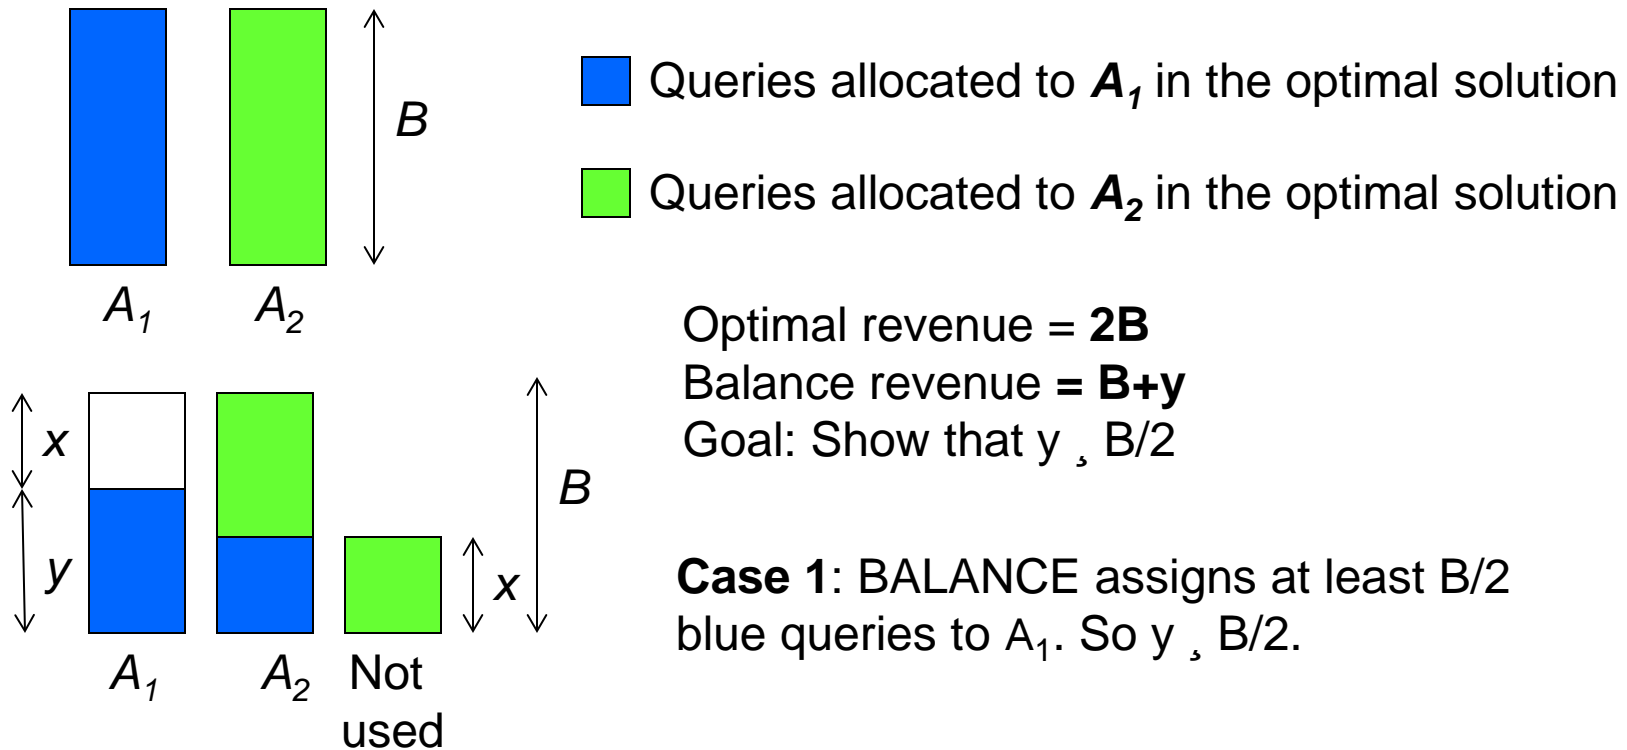 B
Queries allocated to A₁ in the optimal solution
Queries allocated to A₂ in the optimal solution
A₁ A₂
Optimal revenue = 2B
Balance revenue = B+y
Goal: Show that y ¸ B/2
x
B
y
x
Case 1: BALANCE assigns at least B/2
blue queries to A₁. So y ¸ B/2.
A₁ A₂ Not
used